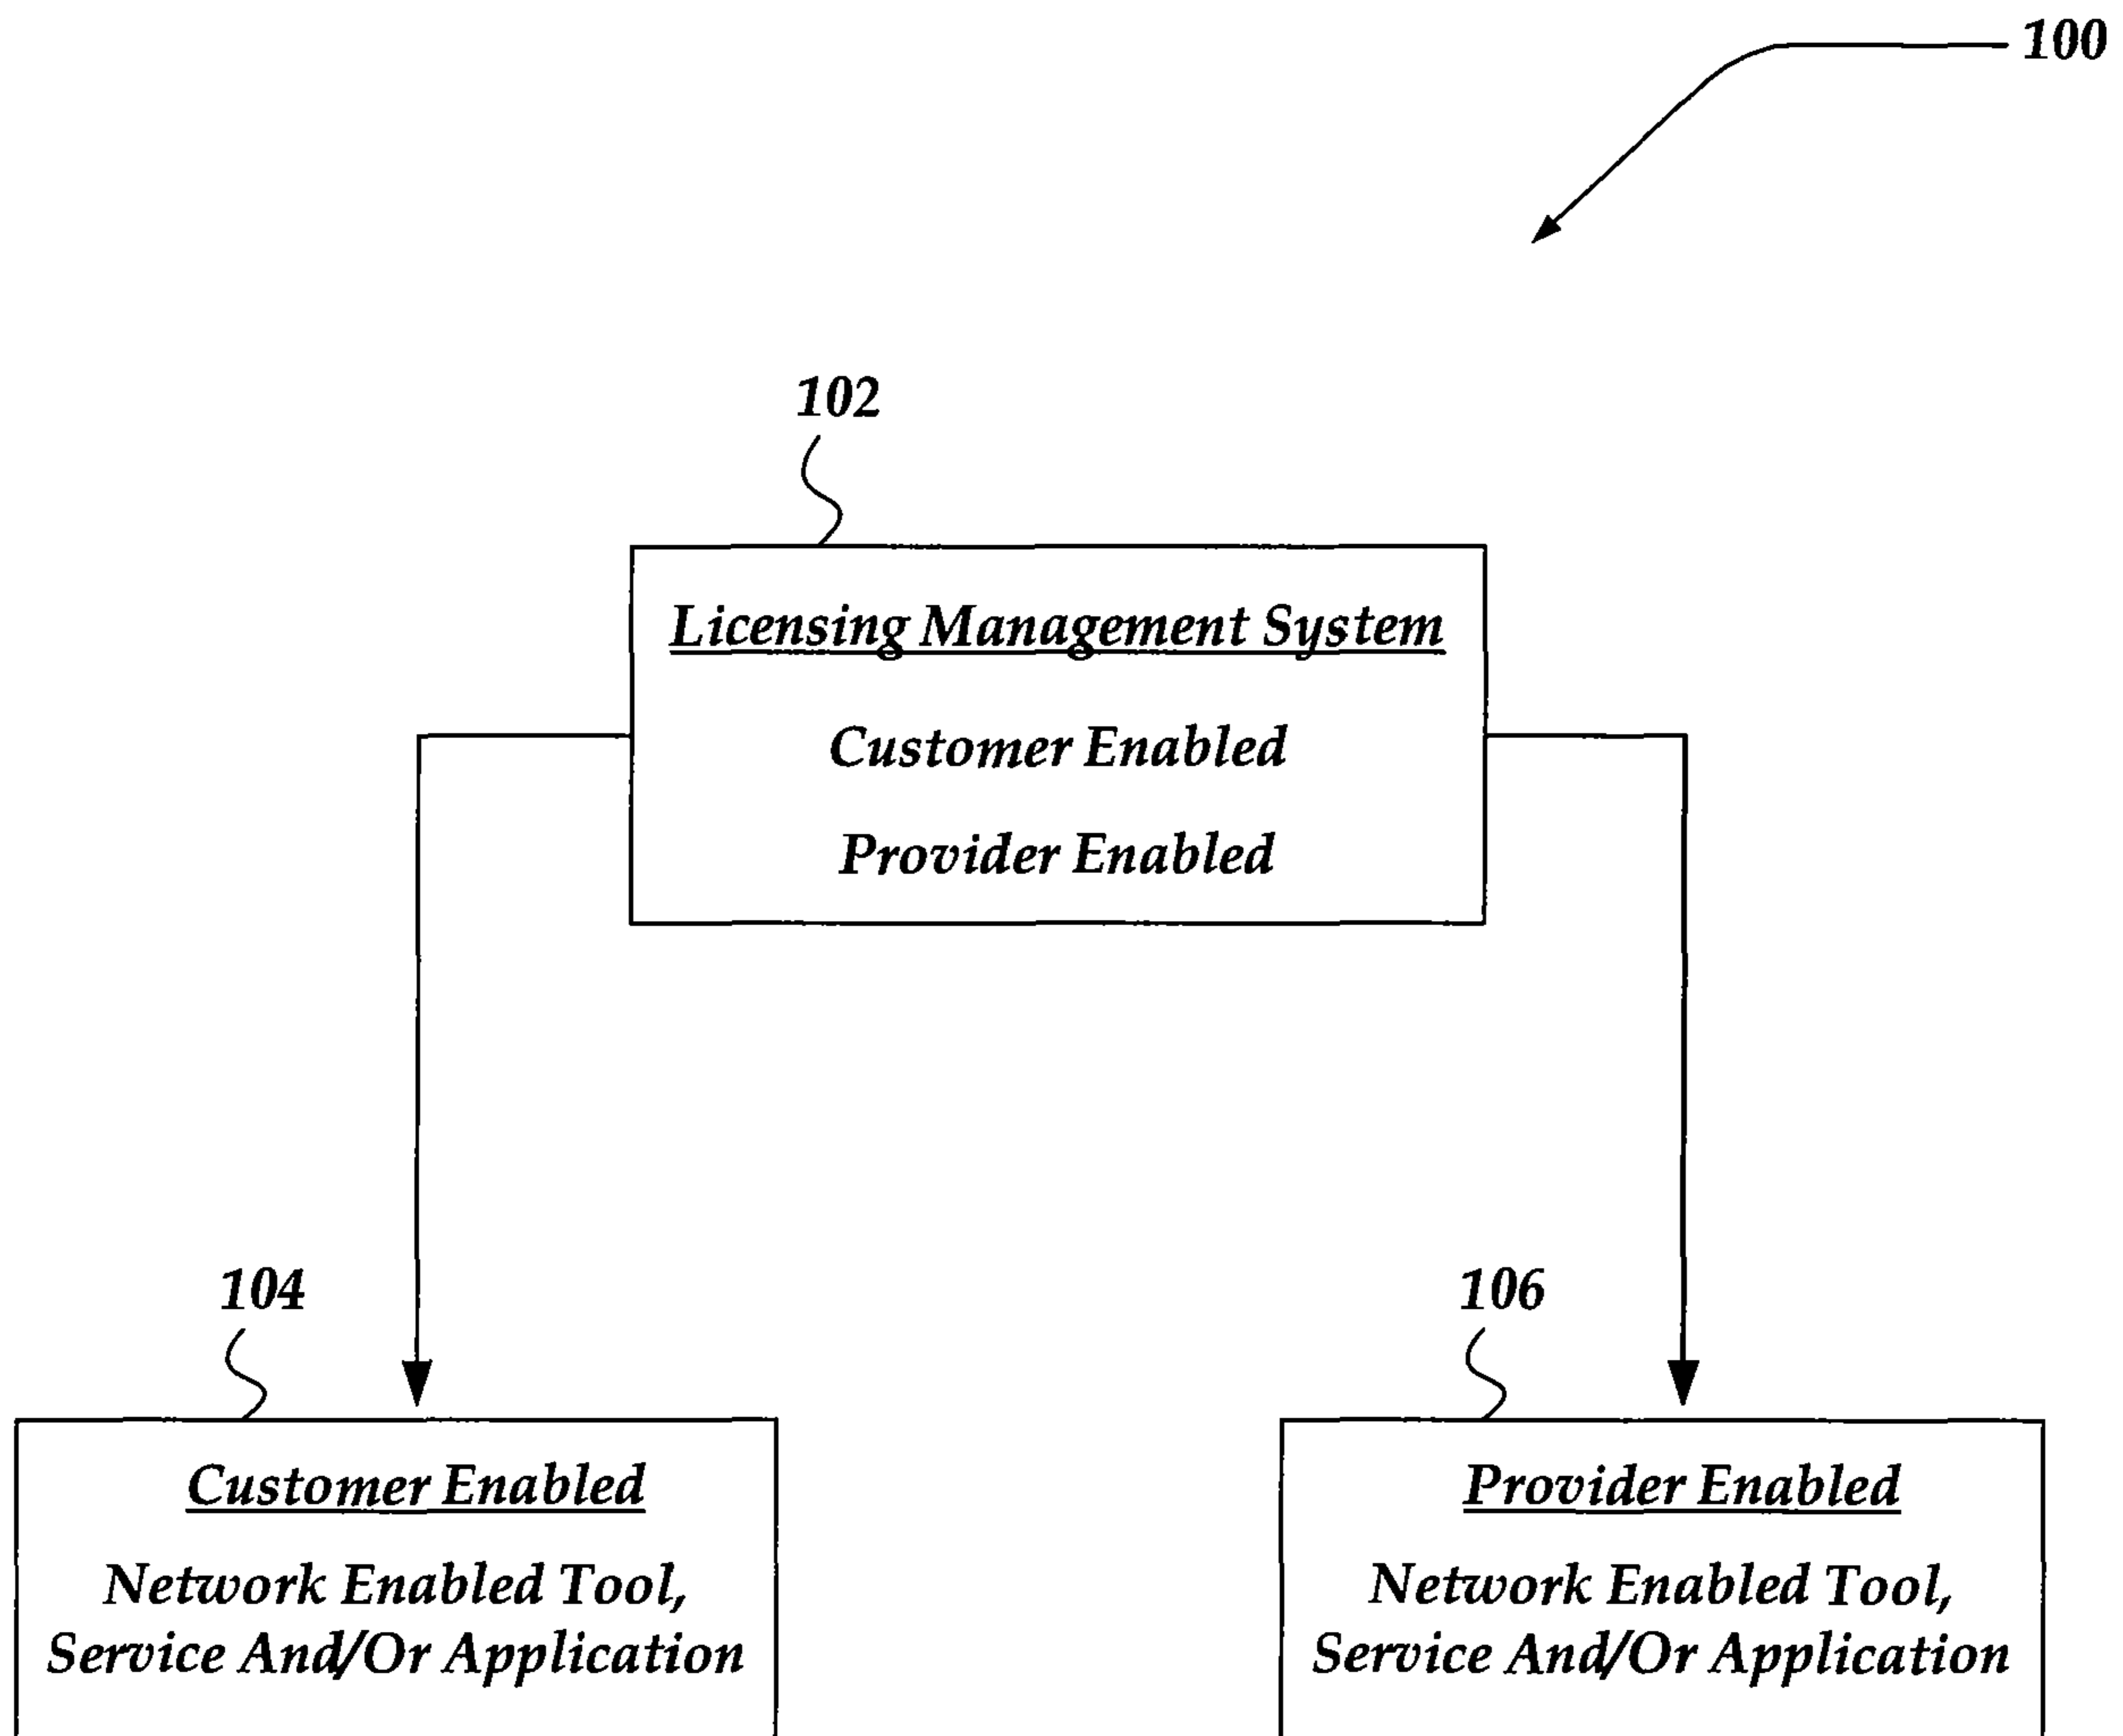 100
102
Licensing Management System
Customer Enabled
Provider Enabled
104
106
Customer Enabled
Network Enabled Tool,
Service And/Or Application
Provider Enabled
Network Enabled Tool,
Service And/Or Application